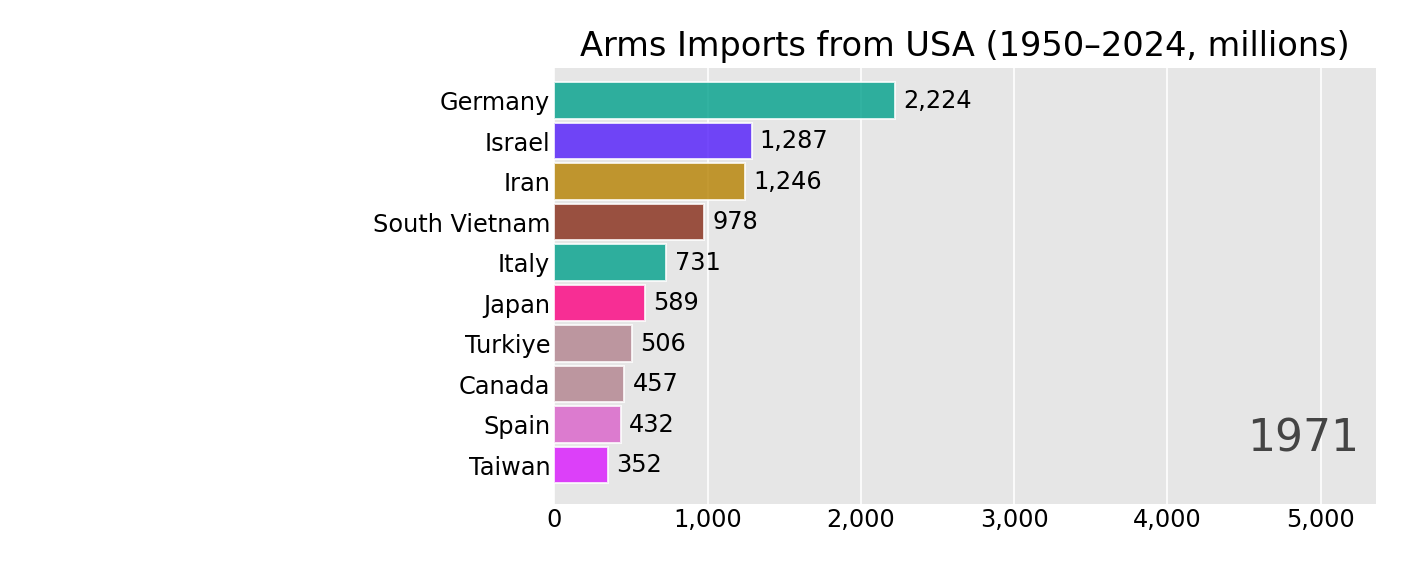 Arms Imports from USA (1950–2024, millions)
Germany 2,224
Israel 1,287
Iran 1,246
South Vietnam 978
Italy 731
Japan 589
Turkiye 506
Canada 457
Spain 432
Taiwan 352
1971
0 1,000 2,000 3,000 4,000 5,000